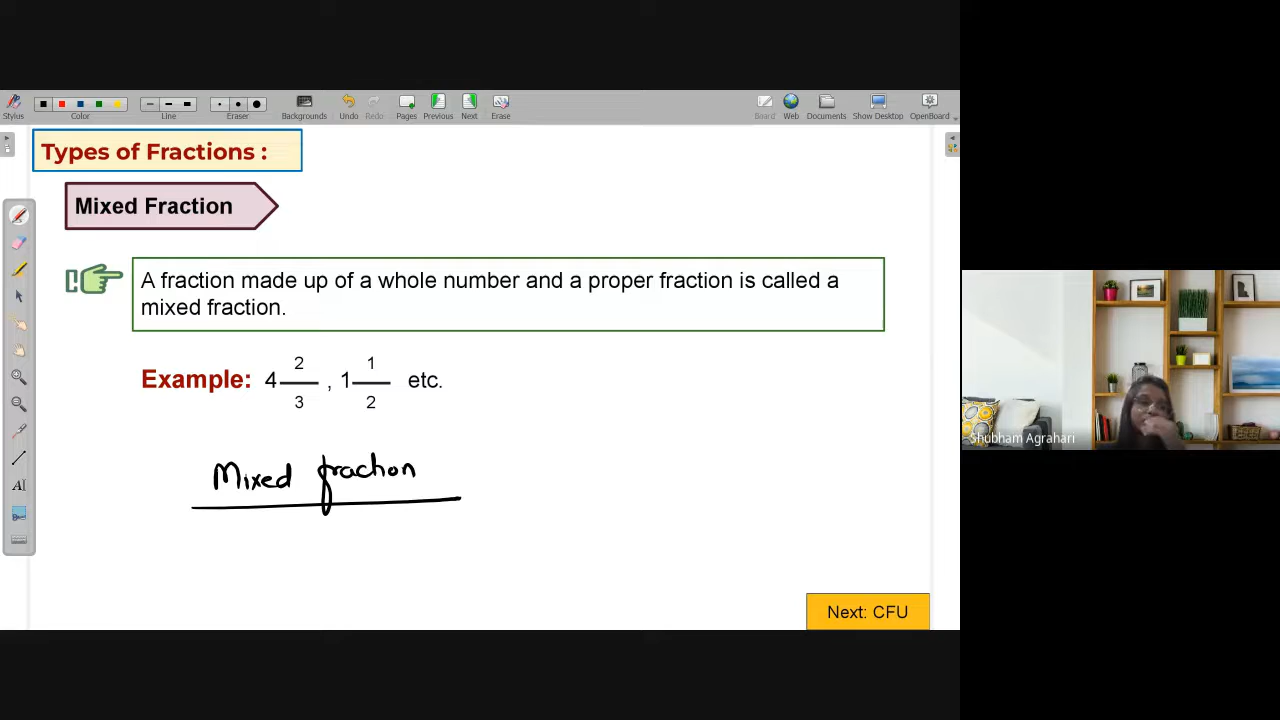 Stylus Color Line Eraser Backgrounds Undo Redo Pages Previous Next Erase Board Web Documents Show Desktop OpenBoard
Types of Fractions :
Mixed Fraction
A fraction made up of a whole number and a proper fraction is called a
mixed fraction.
Example: 4 2/3 , 1 1/2 etc.
Mixed fraction
Shubham Agrahari
Next: CFU